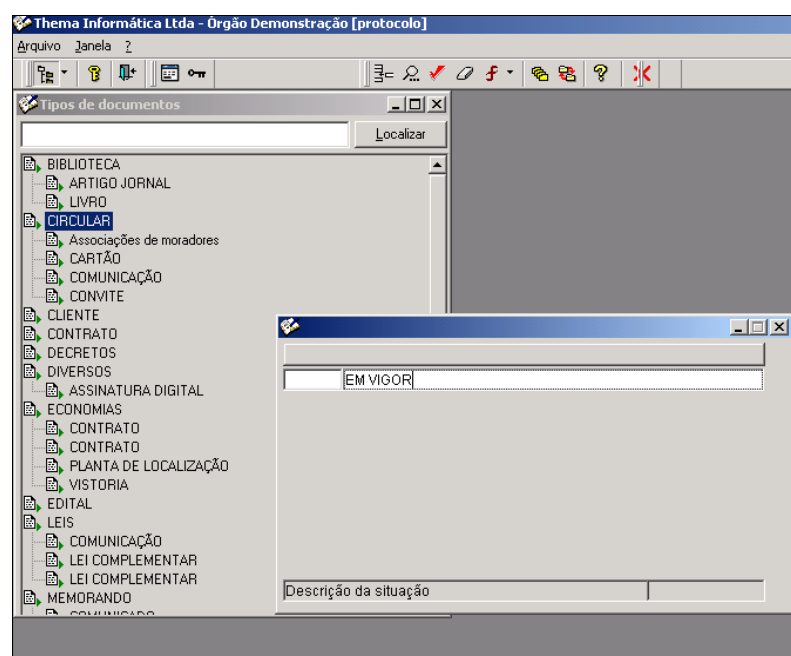 Thema Informática Ltda - Órgão Demonstração [protocolo]
Arquivo Janela ?
Tipos de documentos
Localizar
BIBLIOTECA
ARTIGO JORNAL
LIVRO
CIRCULAR
Associações de moradores
CARTÃO
COMUNICAÇÃO
CONVITE
CLIENTE
CONTRATO
DECRETOS
DIVERSOS
ASSINATURA DIGITAL
ECONOMIAS
CONTRATO
CONTRATO
PLANTA DE LOCALIZAÇÃO
VISTORIA
EDITAL
LEIS
COMUNICAÇÃO
LEI COMPLEMENTAR
LEI COMPLEMENTAR
MEMORANDO
EM VIGOR
Descrição da situação